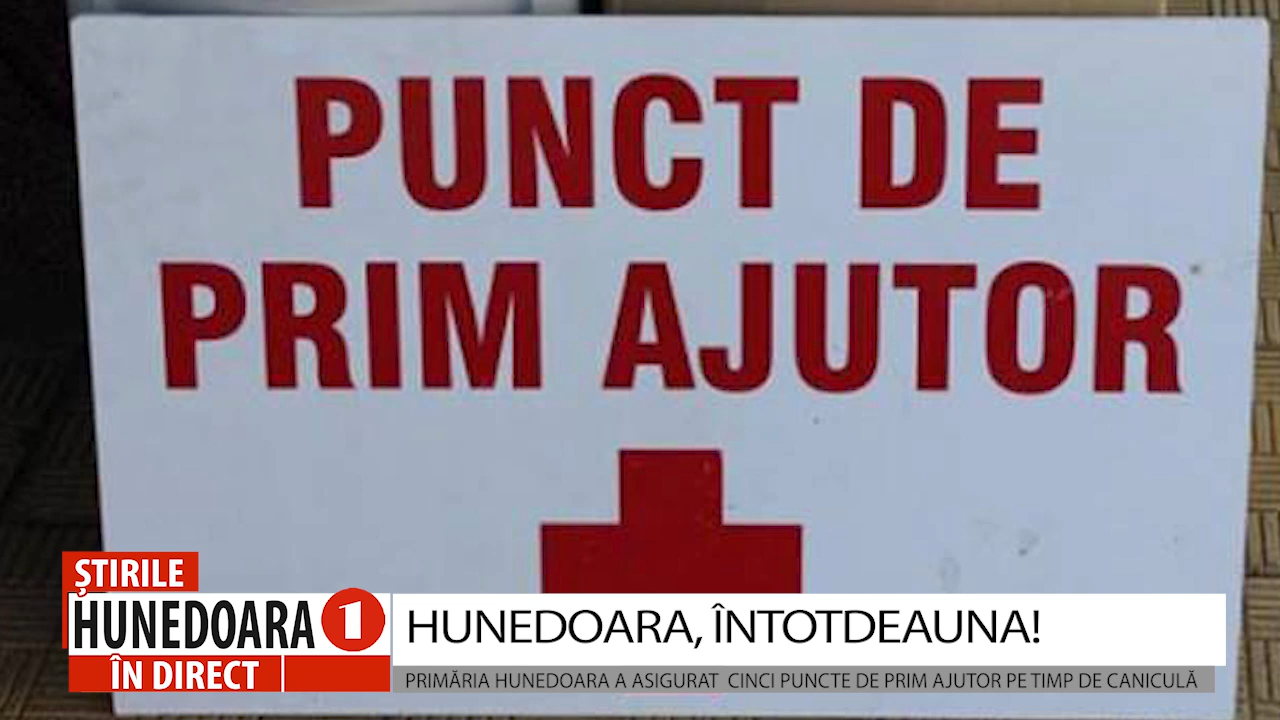 PUNCT DE
PRIM AJUTOR
ȘTIRILE
HUNEDOARA 1
ÎN DIRECT
HUNEDOARA, ÎNTOTDEAUNA!
PRIMĂRIA HUNEDOARA A ASIGURAT CINCI PUNCTE DE PRIM AJUTOR PE TIMP DE CANICULĂ